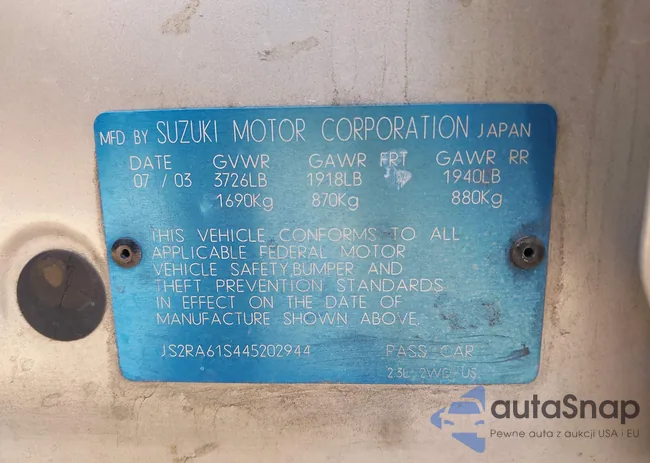 MFD BY SUZUKI MOTOR CORPORATION JAPAN
DATE GVWR GAWR FRT GAWR RR
07 / 03 3726LB 1918LB 1940LB
1690Kg 870Kg 880Kg
THIS VEHICLE CONFORMS TO ALL
APPLICABLE FEDERAL MOTOR
VEHICLE SAFETY BUMPER AND
THEFT PREVENTION STANDARDS
IN EFFECT ON THE DATE OF
MANUFACTURE SHOWN ABOVE.
JS2RA61S445202944 PASS-CAR
2.3L-2WD-US
autaSnap
Pewne auta z aukcji USA i EU